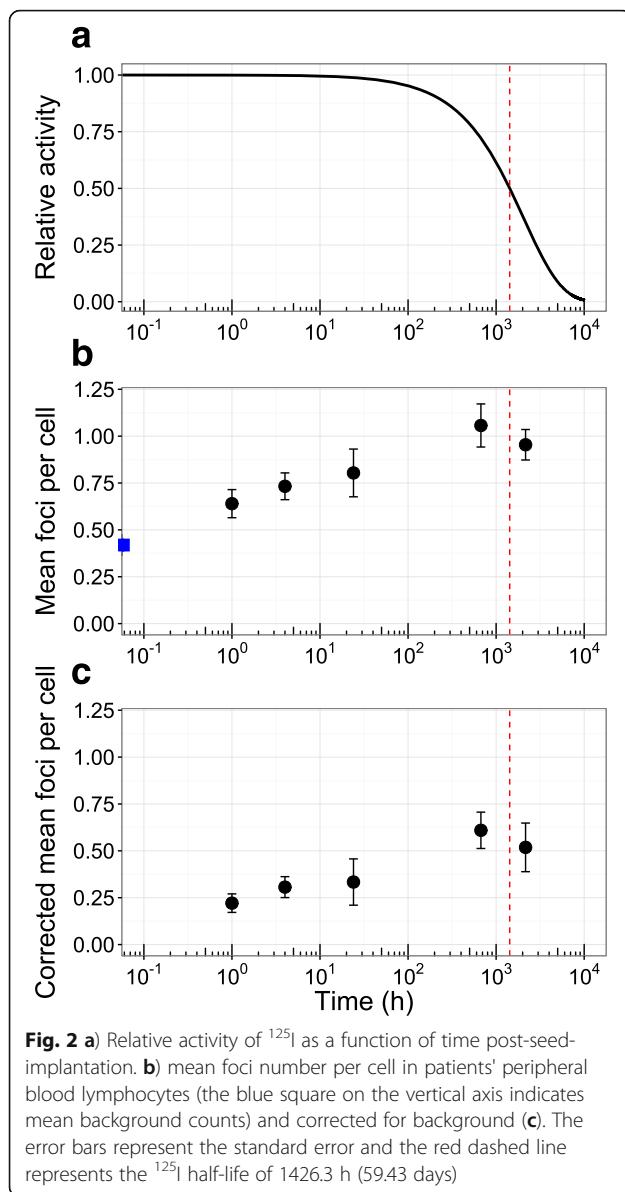 a
Relative activity
1.00
0.75
0.50
0.25
0.00
10⁻¹ 10⁰ 10¹ 10² 10³ 10⁴
b
Mean foci per cell
1.25
1.00
0.75
0.50
0.25
0.00
10⁻¹ 10⁰ 10¹ 10² 10³ 10⁴
c
Corrected mean foci per cell
1.25
1.00
0.75
0.50
0.25
0.00
10⁻¹ 10⁰ 10¹ 10² 10³ 10⁴
Time (h)
Fig. 2 a) Relative activity of ¹²⁵I as a function of time post-seed-
implantation. b) mean foci number per cell in patients' peripheral
blood lymphocytes (the blue square on the vertical axis indicates
mean background counts) and corrected for background (c). The
error bars represent the standard error and the red dashed line
represents the ¹²⁵I half-life of 1426.3 h (59.43 days)